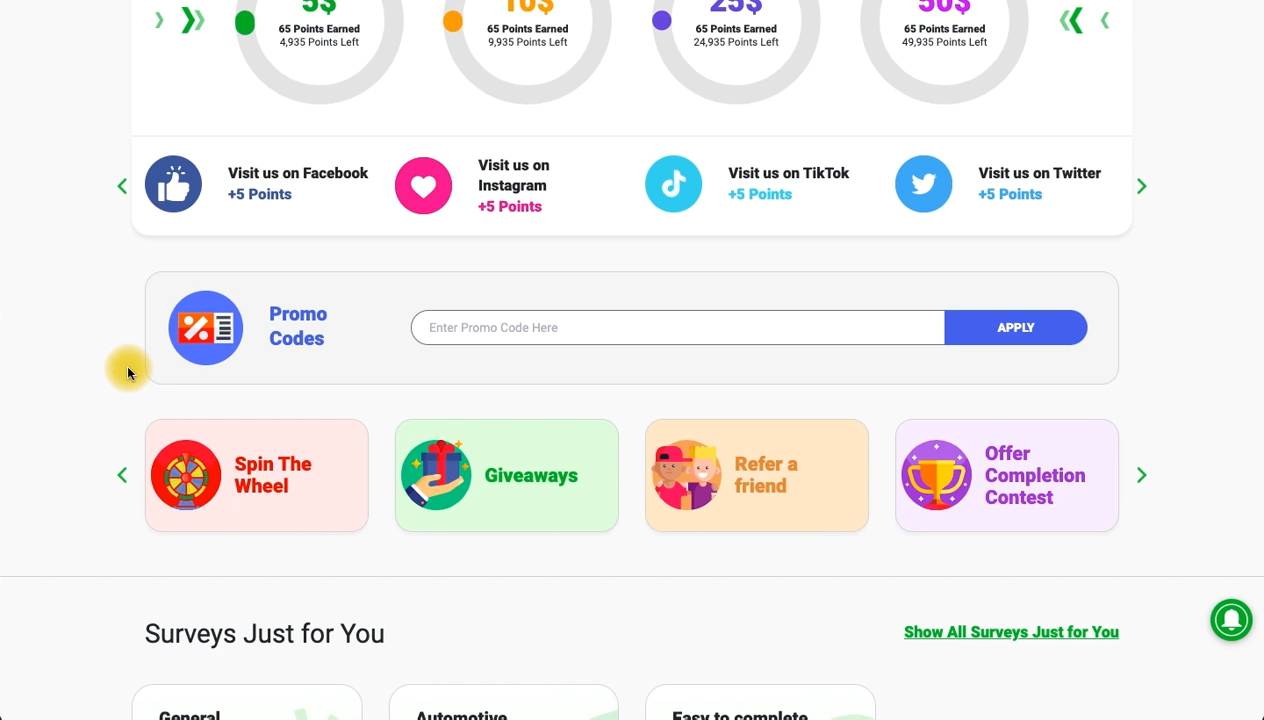 5$ 10$ 25$ 50$
65 Points Earned 65 Points Earned 65 Points Earned 65 Points Earned
4,935 Points Left 9,935 Points Left 24,935 Points Left 49,935 Points Left
Visit us on Facebook
+5 Points
Visit us on
Instagram
+5 Points
Visit us on TikTok
+5 Points
Visit us on Twitter
+5 Points
Promo
Codes
Enter Promo Code Here
APPLY
Spin The
Wheel
Giveaways
Refer a
friend
Offer
Completion
Contest
Surveys Just for You
Show All Surveys Just for You
General
Automotive
Easy to complete